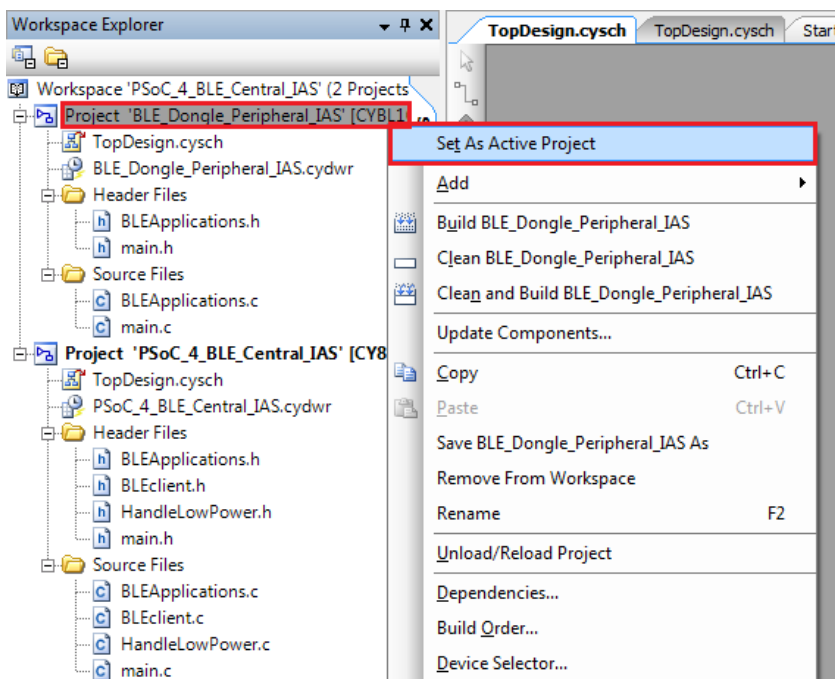 Workspace Explorer
TopDesign.cysch
TopDesign.cysch
Start
Workspace 'PSoC_4_BLE_Central_IAS' (2 Projects
Project 'BLE_Dongle_Peripheral_IAS' [CYBL1
TopDesign.cysch
BLE_Dongle_Peripheral_IAS.cydwr
Header Files
BLEApplications.h
main.h
Source Files
BLEApplications.c
main.c
Project 'PSoC_4_BLE_Central_IAS' [CY8
TopDesign.cysch
PSoC_4_BLE_Central_IAS.cydwr
Header Files
BLEApplications.h
BLEclient.h
HandleLowPower.h
main.h
Source Files
BLEApplications.c
BLEclient.c
HandleLowPower.c
main.c
Set As Active Project
Add
Build BLE_Dongle_Peripheral_IAS
Clean BLE_Dongle_Peripheral_IAS
Clean and Build BLE_Dongle_Peripheral_IAS
Update Components...
Copy Ctrl+C
Paste Ctrl+V
Save BLE_Dongle_Peripheral_IAS As
Remove From Workspace
Rename F2
Unload/Reload Project
Dependencies...
Build Order...
Device Selector...